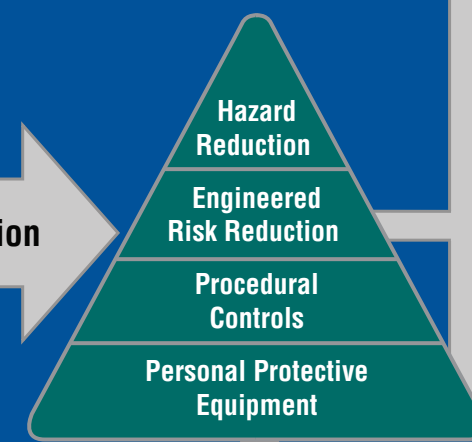 Hazard
Reduction
Engineered
Risk Reduction
ion
Procedural
Controls
Personal Protective
Equipment